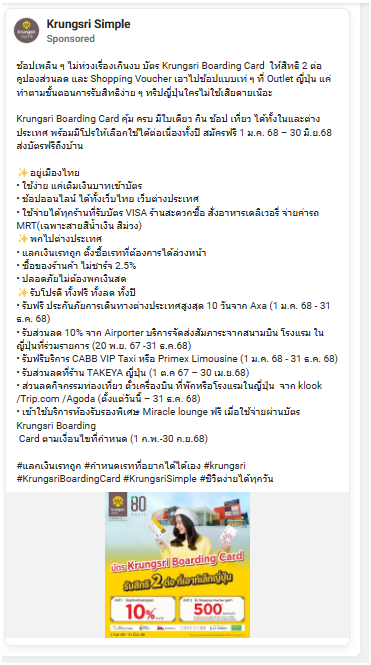 Krungsri Simple
Sponsored
ช้อปเพลิน ๆ ไม่ห่วงเรื่องเกินงบ บัตร Krungsri Boarding Card ให้สิทธิ 2 ต่อ
คูปองส่วนลด และ Shopping Voucher เอาไปช้อปแบบเท่ ๆ ที่ Outlet ญี่ปุ่น แค่
ทำตามขั้นตอนการรับสิทธิง่าย ๆ ทริปญี่ปุ่นใครไม่ใช้เสียดายเน้อะ
Krungsri Boarding Card คุ้ม ครบ มีใบเดียว กิน ช้อป เที่ยว ได้ทั้งในและต่าง
ประเทศ พร้อมมีโปรให้เลือกใช้ได้ต่อเนื่องทั้งปี สมัครฟรี 1 ม.ค. 68 – 30 มิ.ย.68
ส่งบัตรฟรีถึงบ้าน
✨อยู่เมืองไทย
• ใช้ง่าย แค่เติมเงินบาทเข้าบัตร
• ช้อปออนไลน์ ได้ทั้งเว็บไทย เว็บต่างประเทศ
• ใช้จ่ายได้ทุกร้านที่รับบัตร VISA ร้านสะดวกซื้อ สั่งอาหารเดลิเวอรี่ จ่ายค่ารถ
MRT(เฉพาะสายสีน้ำเงิน สีม่วง)
✨พกไปต่างประเทศ
• แลกเงินเรทถูก ตั้งซื้อเรทที่ต้องการได้ล่วงหน้า
• ซื้อของร้านค้า ไม่ชาร์จ 2.5%
• ปลอดภัยไม่ต้องพกเงินสด
✨รับโปรดี ทั้งฟรี ทั้งลด ทั้งปี
• รับฟรี ประกันภัยการเดินทางต่างประเทศสูงสุด 10 วันจาก Axa (1 ม.ค. 68 - 31
ธ.ค. 68)
• รับส่วนลด 10% จาก Airporter บริการจัดส่งสัมภาระจากสนามบิน โรงแรม ใน
ญี่ปุ่นที่ร่วมรายการ (20 พ.ย. 67 -31 ธ.ค.68)
• รับฟรีบริการ CABB VIP Taxi หรือ Primex Limousine (1 ม.ค. 68 - 31 ธ.ค. 68)
• รับส่วนลดที่ร้าน TAKEYA ญี่ปุ่น (1 ต.ค 67 – 30 เม.ย.68)
• ส่วนลดกิจกรรมท่องเที่ยว ตั๋วเครื่องบิน ที่พักหรือโรงแรมในญี่ปุ่น จาก klook
/Trip.com /Agoda (ตั้งแต่วันนี้ – 31 ธ.ค. 68)
• เข้าใช้บริการห้องรับรองพิเศษ Miracle lounge ฟรี เมื่อใช้จ่ายผ่านบัตร
Krungsri Boarding
Card ตามเงื่อนไขที่กำหนด (1 ก.พ.-30 ก.ย.68)
#แลกเงินเรทถูก #กำหนดเรทที่อยากได้ได้เอง #krungsri
#KrungsriBoardingCard #KrungsriSimple #ชีวิตง่ายได้ทุกวัน
krungsri
80
บัตร Krungsri Boarding Card
รับสิทธิ 2 ต่อ ที่เอาท์เล็ทญี่ปุ่น
10%
500